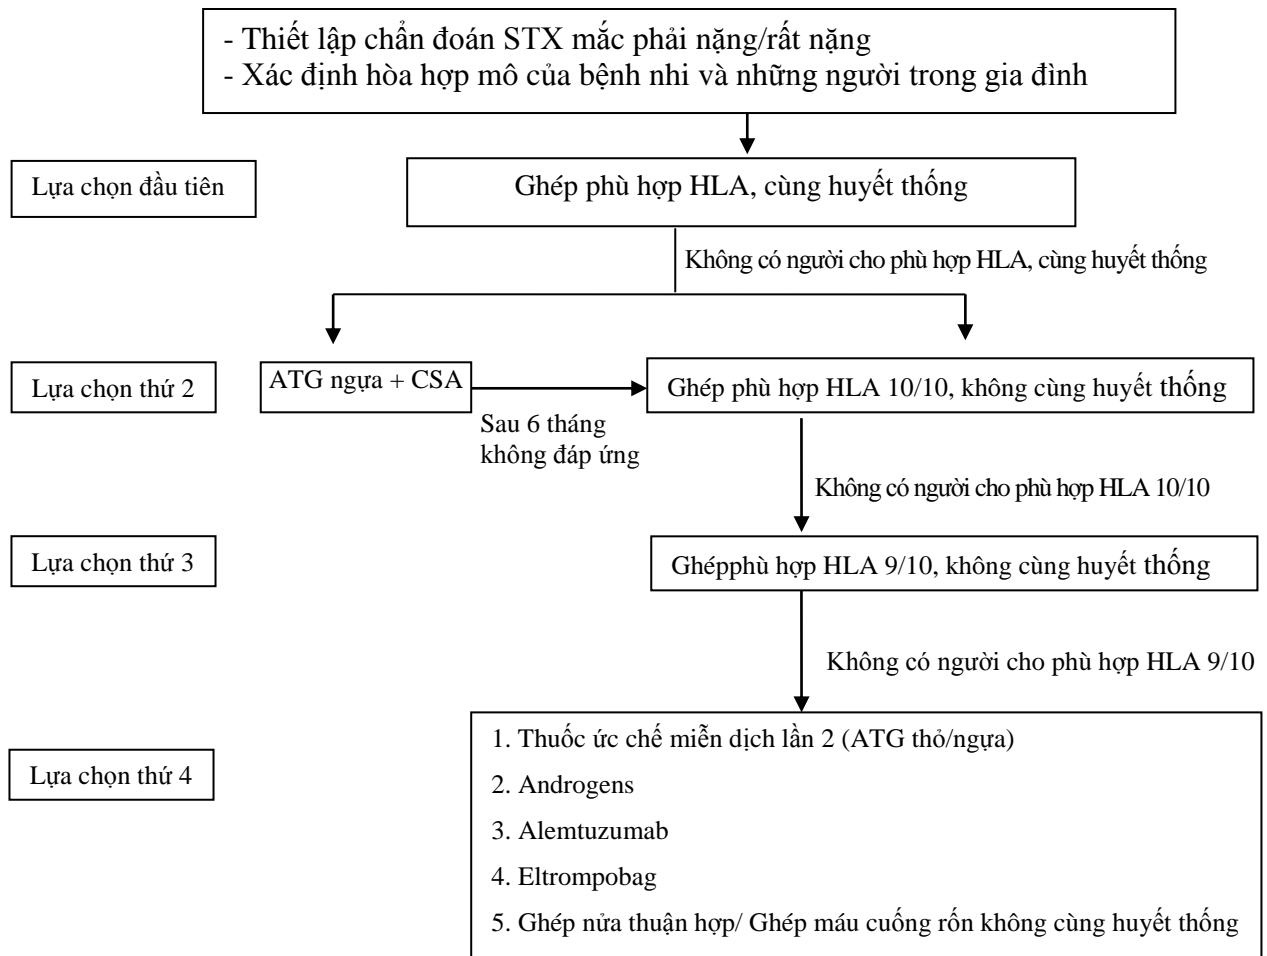 - Thiết lập chẩn đoán STX mắc phải nặng/rất nặng
- Xác định hòa hợp mô của bệnh nhi và những người trong gia đình
Lựa chọn đầu tiên
Ghép phù hợp HLA, cùng huyết thống
Không có người cho phù hợp HLA, cùng huyết thống
Lựa chọn thứ 2
ATG ngựa + CSA
Ghép phù hợp HLA 10/10, không cùng huyết thống
Sau 6 tháng
không đáp ứng
Không có người cho phù hợp HLA 10/10
Lựa chọn thứ 3
Ghépphù hợp HLA 9/10, không cùng huyết thống
Không có người cho phù hợp HLA 9/10
Lựa chọn thứ 4
1. Thuốc ức chế miễn dịch lần 2 (ATG thỏ/ngựa)
2. Androgens
3. Alemtuzumab
4. Eltrompobag
5. Ghép nửa thuận hợp/ Ghép máu cuống rốn không cùng huyết thống